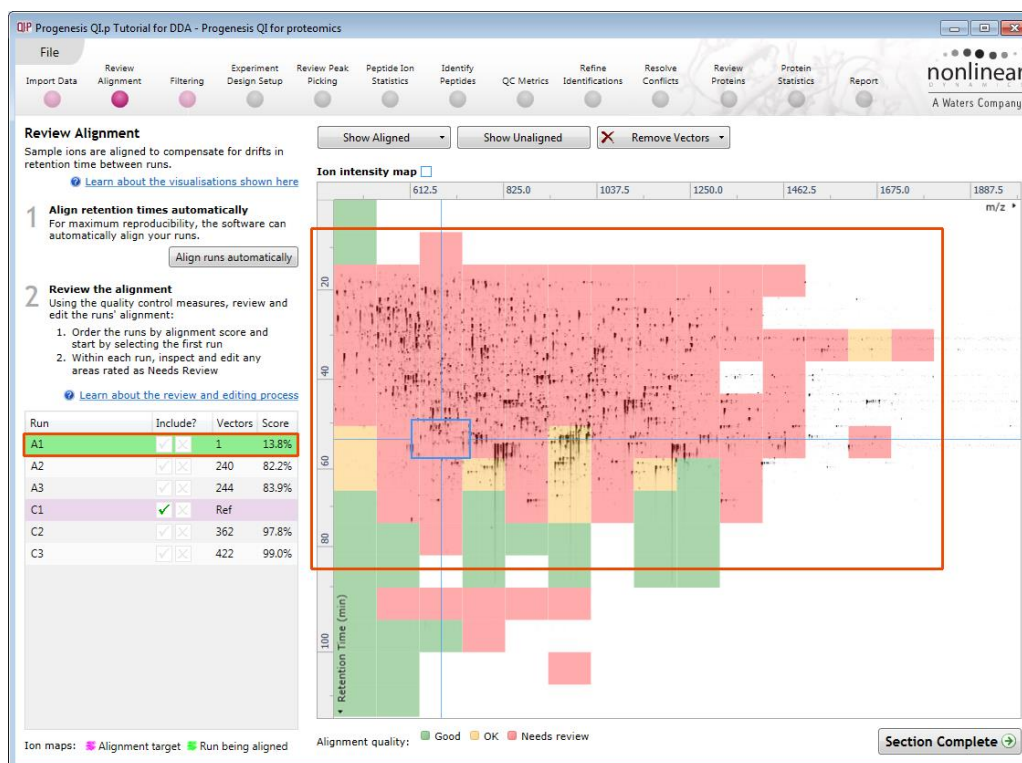 QIP Progenesis QI.p Tutorial for DDA - Progenesis QI for proteomics
File
Import Data
Review Alignment
Filtering
Experiment Design Setup
Review Peak Picking
Peptide Ion Statistics
Identify Peptides
QC Metrics
Refine Identifications
Resolve Conflicts
Review Proteins
Protein Statistics
Report
nonlinear
DYNAMICS
A Waters Company
Review Alignment
Sample ions are aligned to compensate for drifts in
retention time between runs.
Learn about the visualisations shown here
1 Align retention times automatically
For maximum reproducibility, the software can
automatically align your runs.
Align runs automatically
2 Review the alignment
Using the quality control measures, review and
edit the runs' alignment:
1. Order the runs by alignment score and
start by selecting the first run
2. Within each run, inspect and edit any
areas rated as Needs Review
Learn about the review and editing process
Run Include? Vectors Score
A1 1 13.8%
A2 240 82.2%
A3 244 83.9%
C1 Ref
C2 362 97.8%
C3 422 99.0%
Ion maps: Alignment target Run being aligned
Show Aligned Show Unaligned Remove Vectors
Ion intensity map
612.5 825.0 1037.5 1250.0 1462.5 1675.0 1887.5
m/z
20
40
60
80
100
Retention Time (min)
Alignment quality: Good OK Needs review
Section Complete